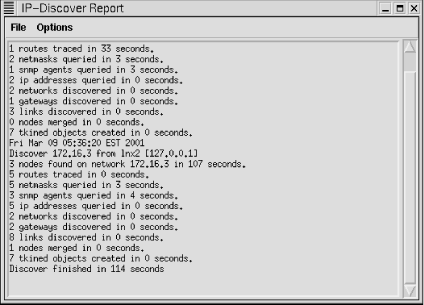 IP-Discover Report
File Options
1 routes traced in 33 seconds.
2 netmasks queried in 3 seconds.
1 snmp agents queried in 3 seconds.
2 ip addresses queried in 0 seconds.
2 networks discovered in 0 seconds.
1 gateways discovered in 0 seconds.
3 links discovered in 0 seconds.
0 nodes merged in 0 seconds.
7 tkined objects created in 0 seconds.
Fri Mar 09 05:36:20 EST 2001
Discover 172.16.3 from lnx2 [127.0.0.1]
3 nodes found on network 172.16.3 in 107 seconds.
5 routes traced in 0 seconds.
5 netmasks queried in 3 seconds.
3 snmp agents queried in 4 seconds.
5 ip addresses queried in 0 seconds.
2 networks discovered in 0 seconds.
2 gateways discovered in 0 seconds.
8 links discovered in 0 seconds.
1 nodes merged in 0 seconds.
7 tkined objects created in 0 seconds.
Discover finished in 114 seconds